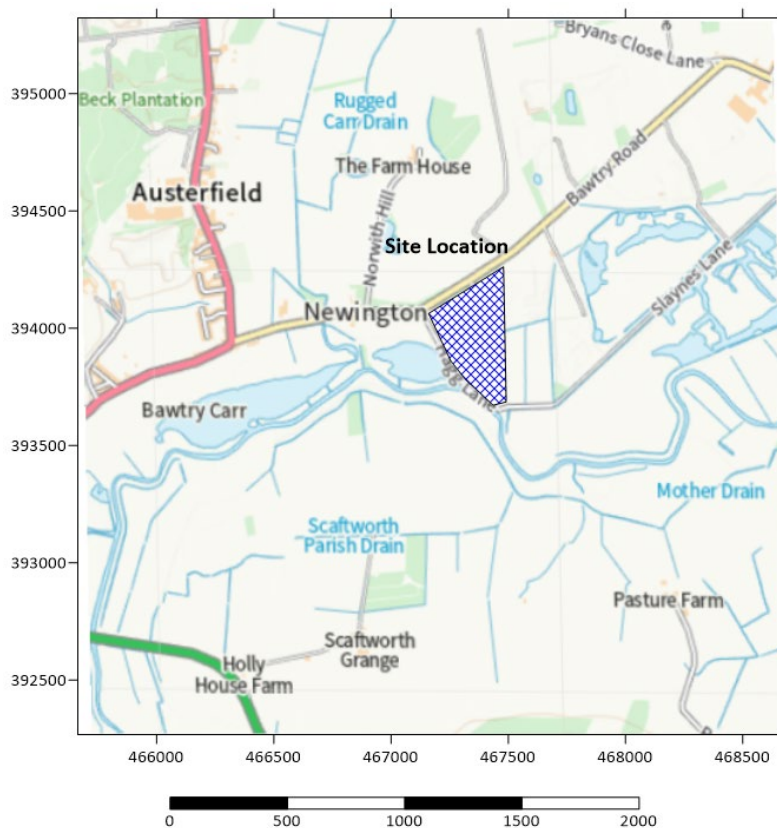 Bryans Close Lane
395000
Beck Plantation
Rugged
Carr Drain
The Farm House
Bawtry Road
394500
Austerfield
Norwith Hill
Site Location
Slaynes Lane
394000
Newington
Hagg Lane
Bawtry Carr
393500
Mother Drain
Scaftworth
Parish Drain
393000
Pasture Farm
Scaftworth
Grange
Holly
House Farm
392500
466000 466500 467000 467500 468000 468500
0 500 1000 1500 2000